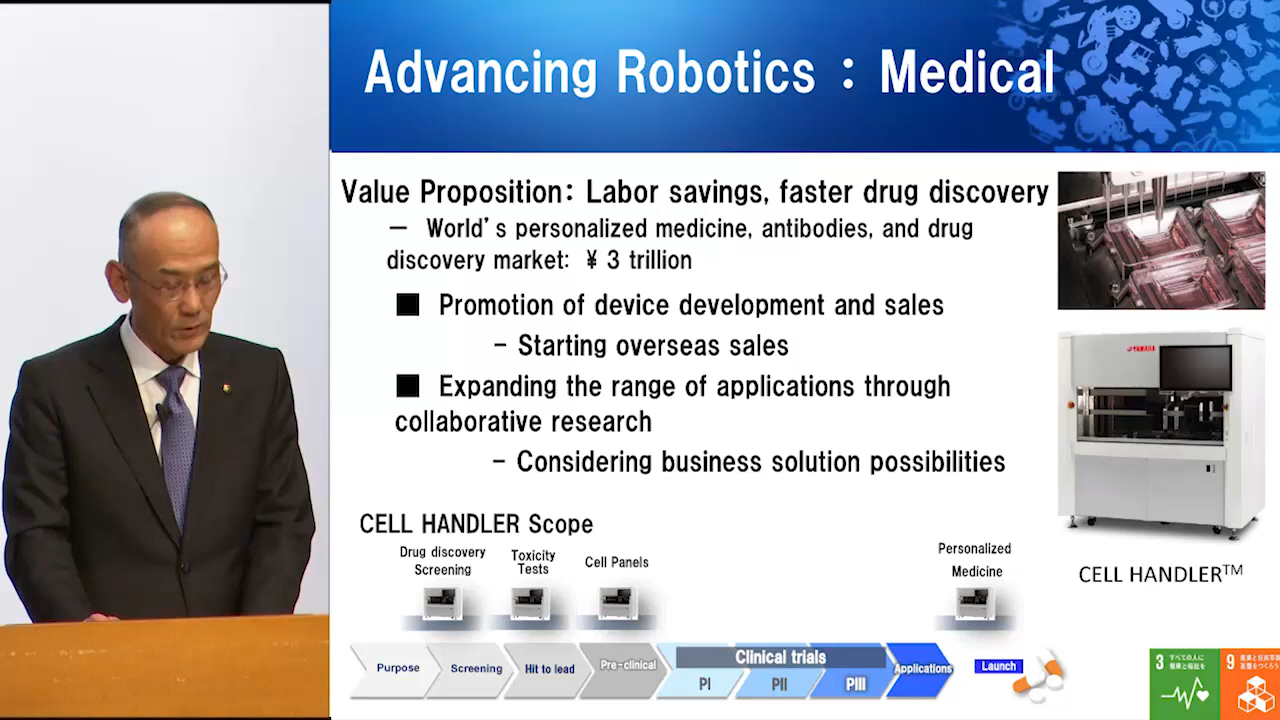 Advancing Robotics : Medical
Value Proposition: Labor savings, faster drug discovery
－ World's personalized medicine, antibodies, and drug
discovery market: ¥ 3 trillion
■ Promotion of device development and sales
- Starting overseas sales
■ Expanding the range of applications through
collaborative research
- Considering business solution possibilities
YAMAHA
CELL HANDLER™
CELL HANDLER Scope
Drug discovery
Screening
Toxicity
Tests
Cell Panels
Personalized
Medicine
Purpose
Screening
Hit to lead
Pre-clinical
Clinical trials
PI
PII
PIII
Applications
Launch
3 すべての人に
健康と福祉を
9 産業と技術革新
基盤をつくろう